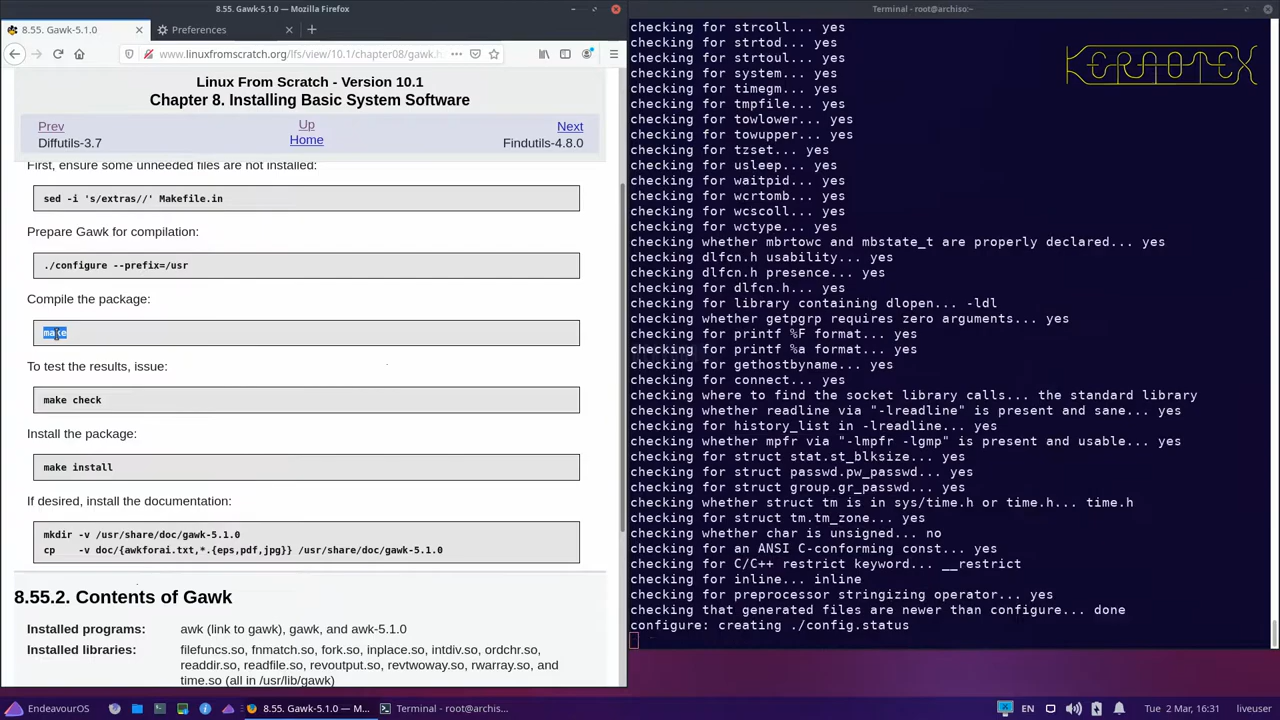 8.55. Gawk-5.1.0 — Mozilla Firefox
8.55. Gawk-5.1.0
Preferences
www.linuxfromscratch.org/lfs/view/10.1/chapter08/gawk.h
Linux From Scratch - Version 10.1
Chapter 8. Installing Basic System Software
Prev
Up
Next
Diffutils-3.7
Home
Findutils-4.8.0
First, ensure some unneeded files are not installed:
sed -i 's/extras//' Makefile.in
Prepare Gawk for compilation:
./configure --prefix=/usr
Compile the package:
make
To test the results, issue:
make check
Install the package:
make install
If desired, install the documentation:
mkdir -v /usr/share/doc/gawk-5.1.0
cp    -v doc/{awkforai.txt,*.{eps,pdf,jpg}} /usr/share/doc/gawk-5.1.0
8.55.2. Contents of Gawk
Installed programs: awk (link to gawk), gawk, and awk-5.1.0
Installed libraries: filefuncs.so, fnmatch.so, fork.so, inplace.so, intdiv.so, ordchr.so,
readdir.so, readfile.so, revoutput.so, revtwoway.so, rwarray.so, and
time.so (all in /usr/lib/gawk)
Terminal - root@archiso:~
checking for strcoll... yes
checking for strtod... yes
checking for strtoul... yes
checking for system... yes
checking for timegm... yes
checking for tmpfile... yes
checking for towlower... yes
checking for towupper... yes
checking for tzset... yes
checking for usleep... yes
checking for waitpid... yes
checking for wcrtomb... yes
checking for wcscoll... yes
checking for wctype... yes
checking whether mbrtowc and mbstate_t are properly declared... yes
checking dlfcn.h usability... yes
checking dlfcn.h presence... yes
checking for dlfcn.h... yes
checking for library containing dlopen... -ldl
checking whether getpgrp requires zero arguments... yes
checking for printf %F format... yes
checking for printf %a format... yes
checking for gethostbyname... yes
checking for connect... yes
checking where to find the socket library calls... the standard library
checking whether readline via "-lreadline" is present and sane... yes
checking for history_list in -lreadline... yes
checking whether mpfr via "-lmpfr -lgmp" is present and usable... yes
checking for struct stat.st_blksize... yes
checking for struct passwd.pw_passwd... yes
checking for struct group.gr_passwd... yes
checking whether struct tm is in sys/time.h or time.h... time.h
checking for struct tm.tm_zone... yes
checking whether char is unsigned... no
checking for an ANSI C-conforming const... yes
checking for C/C++ restrict keyword... __restrict
checking for inline... inline
checking for preprocessor stringizing operator... yes
checking that generated files are newer than configure... done
configure: creating ./config.status
KERAOTEX
EndeavourOS
8.55. Gawk-5.1.0 — M...
Terminal - root@archis...
EN
Tue 2 Mar, 16:31
liveuser